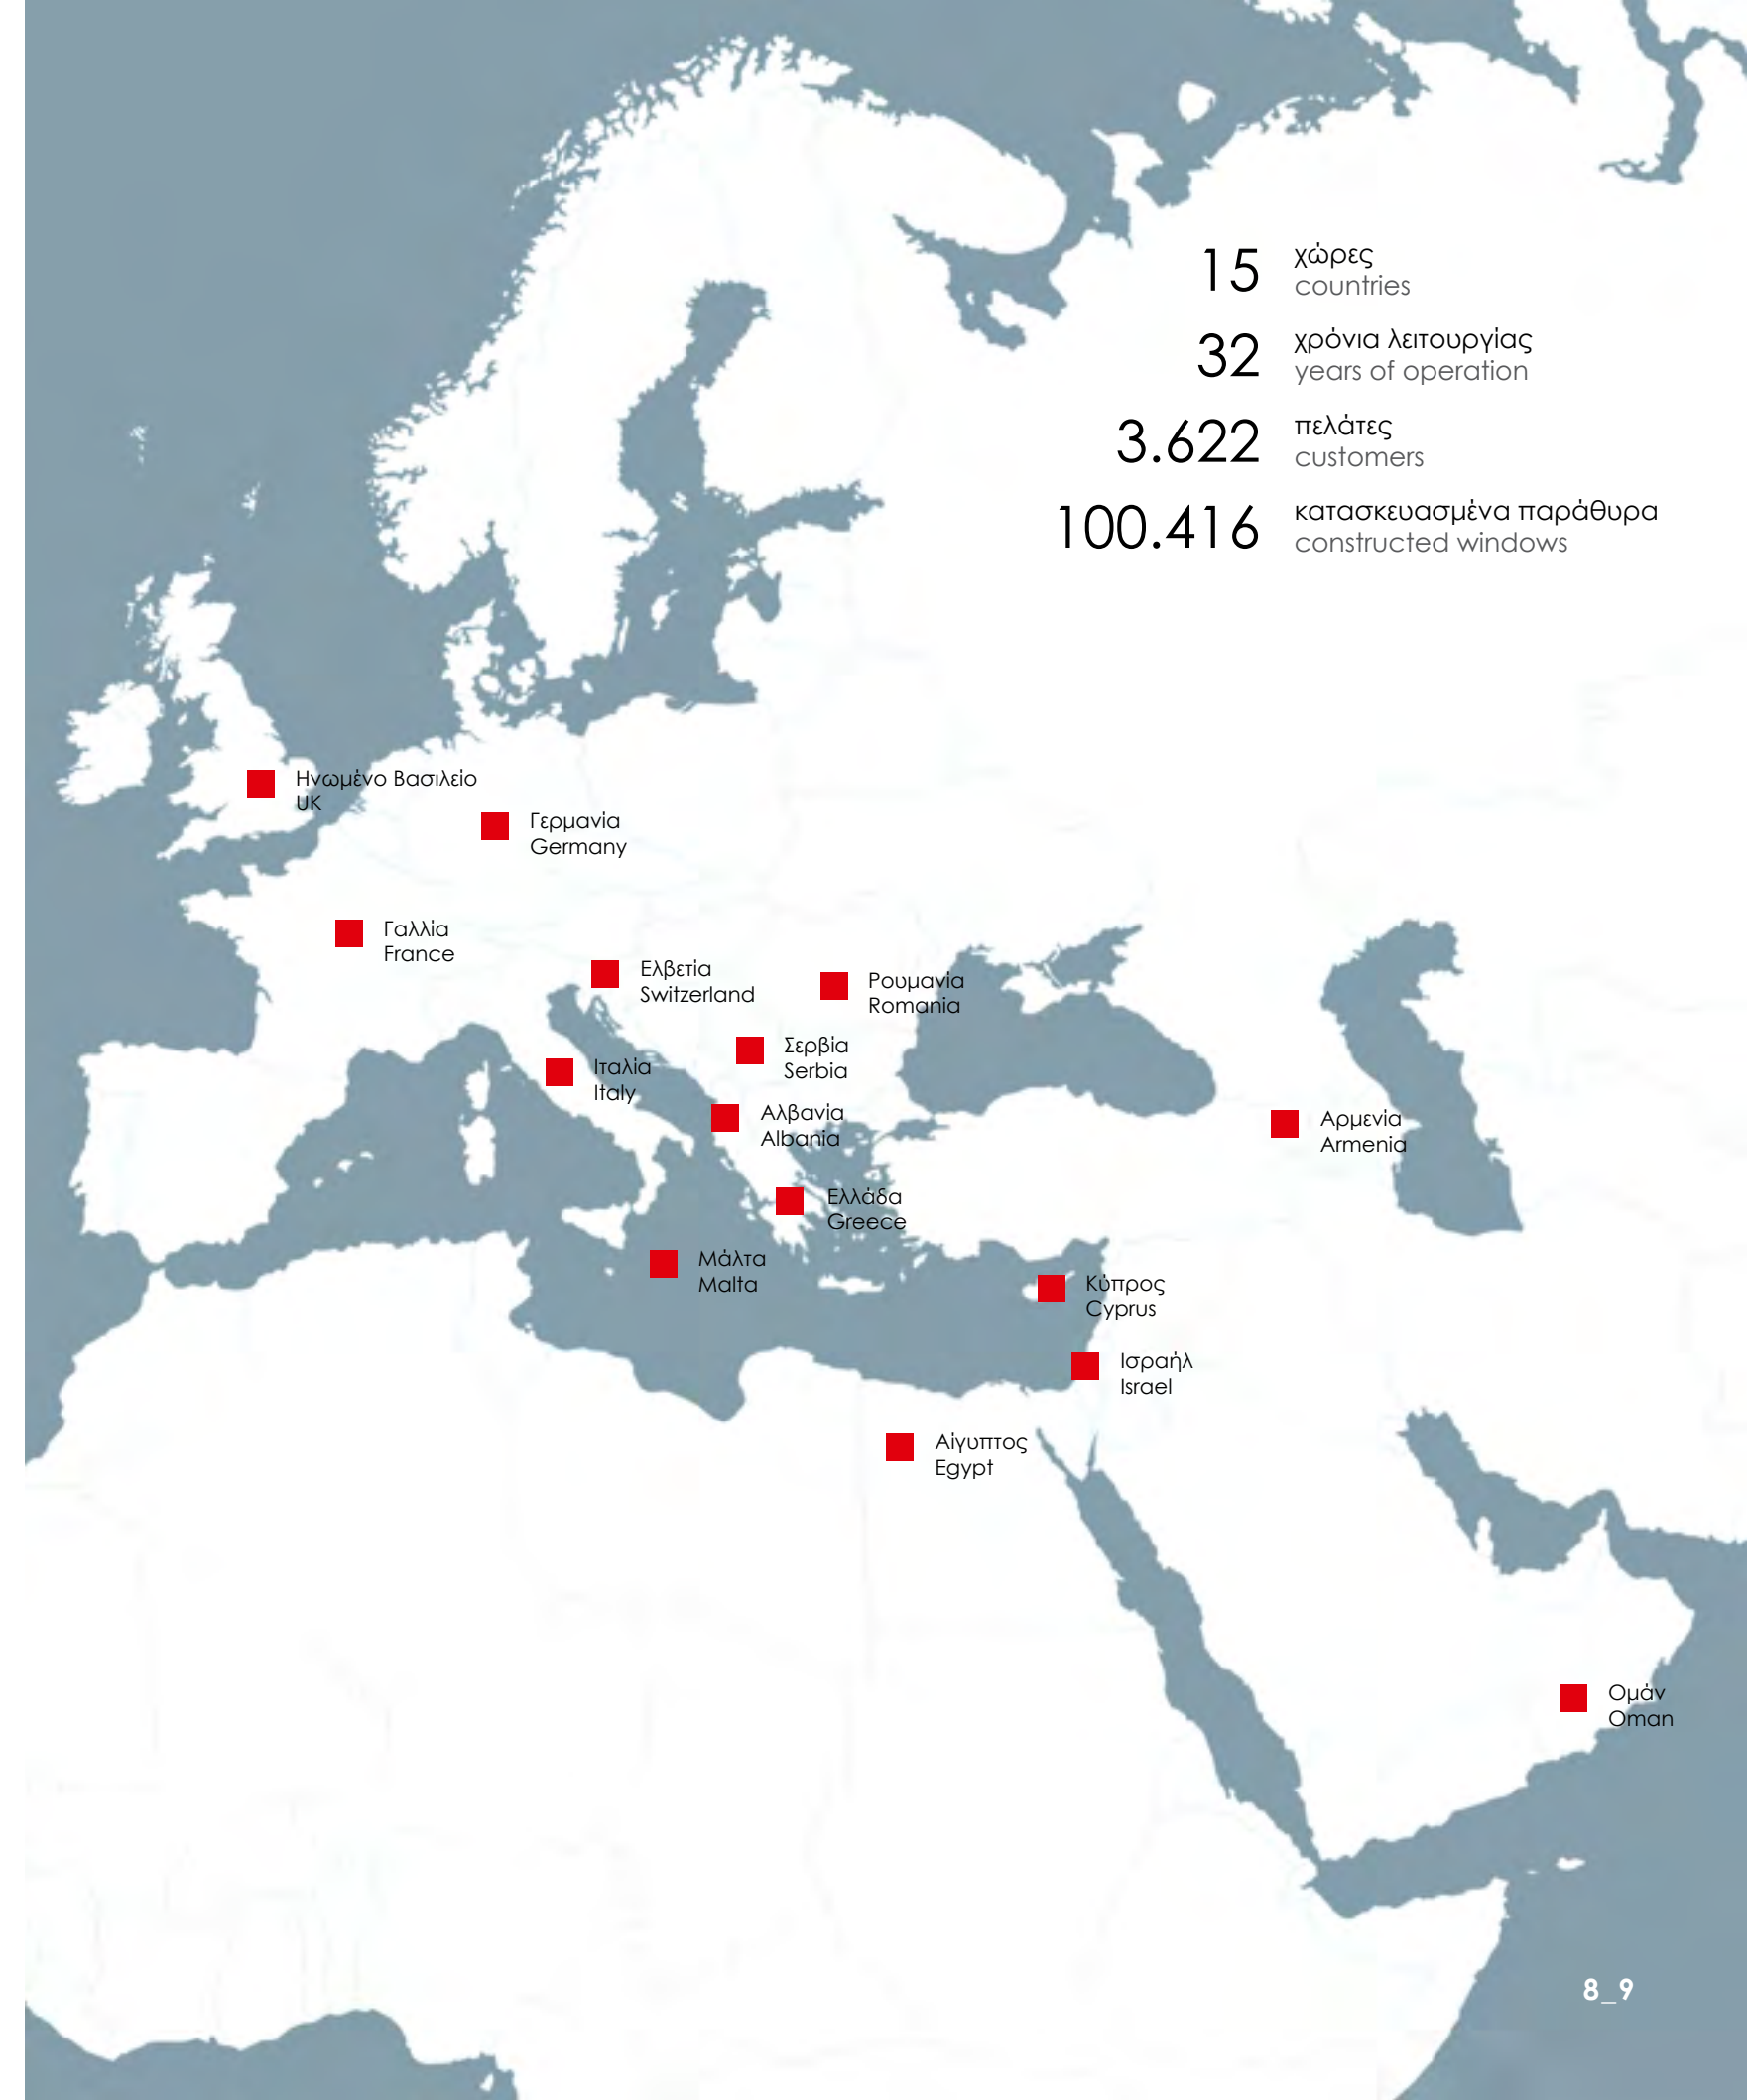 15
χώρες
countries
32
χρόνια λειτουργίας
years of operation
3.622
πελάτες
customers
100.416
κατασκευασμένα παράθυρα
constructed windows
Ηνωμένο Βασιλείο
UK
Γερμανία
Germany
Γαλλία
France
Ελβετία
Switzerland
Ρουμανία
Romania
Σερβία
Serbia
Ιταλία
Italy
Αλβανία
Albania
Αρμενία
Armenia
Ελλάδα
Greece
Μάλτα
Malta
Κύπρος
Cyprus
Ισραήλ
Israel
Αίγυπτος
Egypt
Ομάν
Oman
8_9